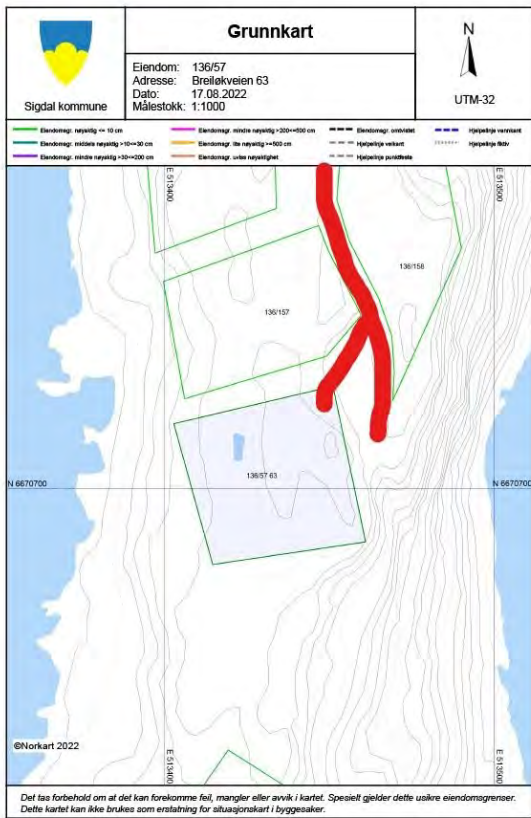 Grunnkart
Sigdal kommune
Eiendom: 136/57
Adresse: Breiløkveien 63
Dato: 17.08.2022
Målestokk: 1:1000
N
UTM-32
Eiendomsgr. nøyaktig <= 10 cm
Eiendomsgr. middels nøyaktig >10<=30 cm
Eiendomsgr. mindre nøyaktig >30<=200 cm
Eiendomsgr. mindre nøyaktig >200<=500 cm
Eiendomsgr. lite nøyaktig >=500 cm
Eiendomsgr. uviss nøyaktighet
Eiendomsgr. omtvistet
Hjelpelinje veikant
Hjelpelinje punktfeste
Hjelpelinje vannkant
Hjelpelinje fiktiv
E 513400
E 513500
136/158
136/157
136/57 63
N 6670700
N 6670700
©Norkart 2022
E 513400
E 513500
Det tas forbehold om at det kan forekomme feil, mangler eller avvik i kartet. Spesielt gjelder dette usikre eiendomsgrenser.
Dette kartet kan ikke brukes som erstatning for situasjonskart i byggesaker.